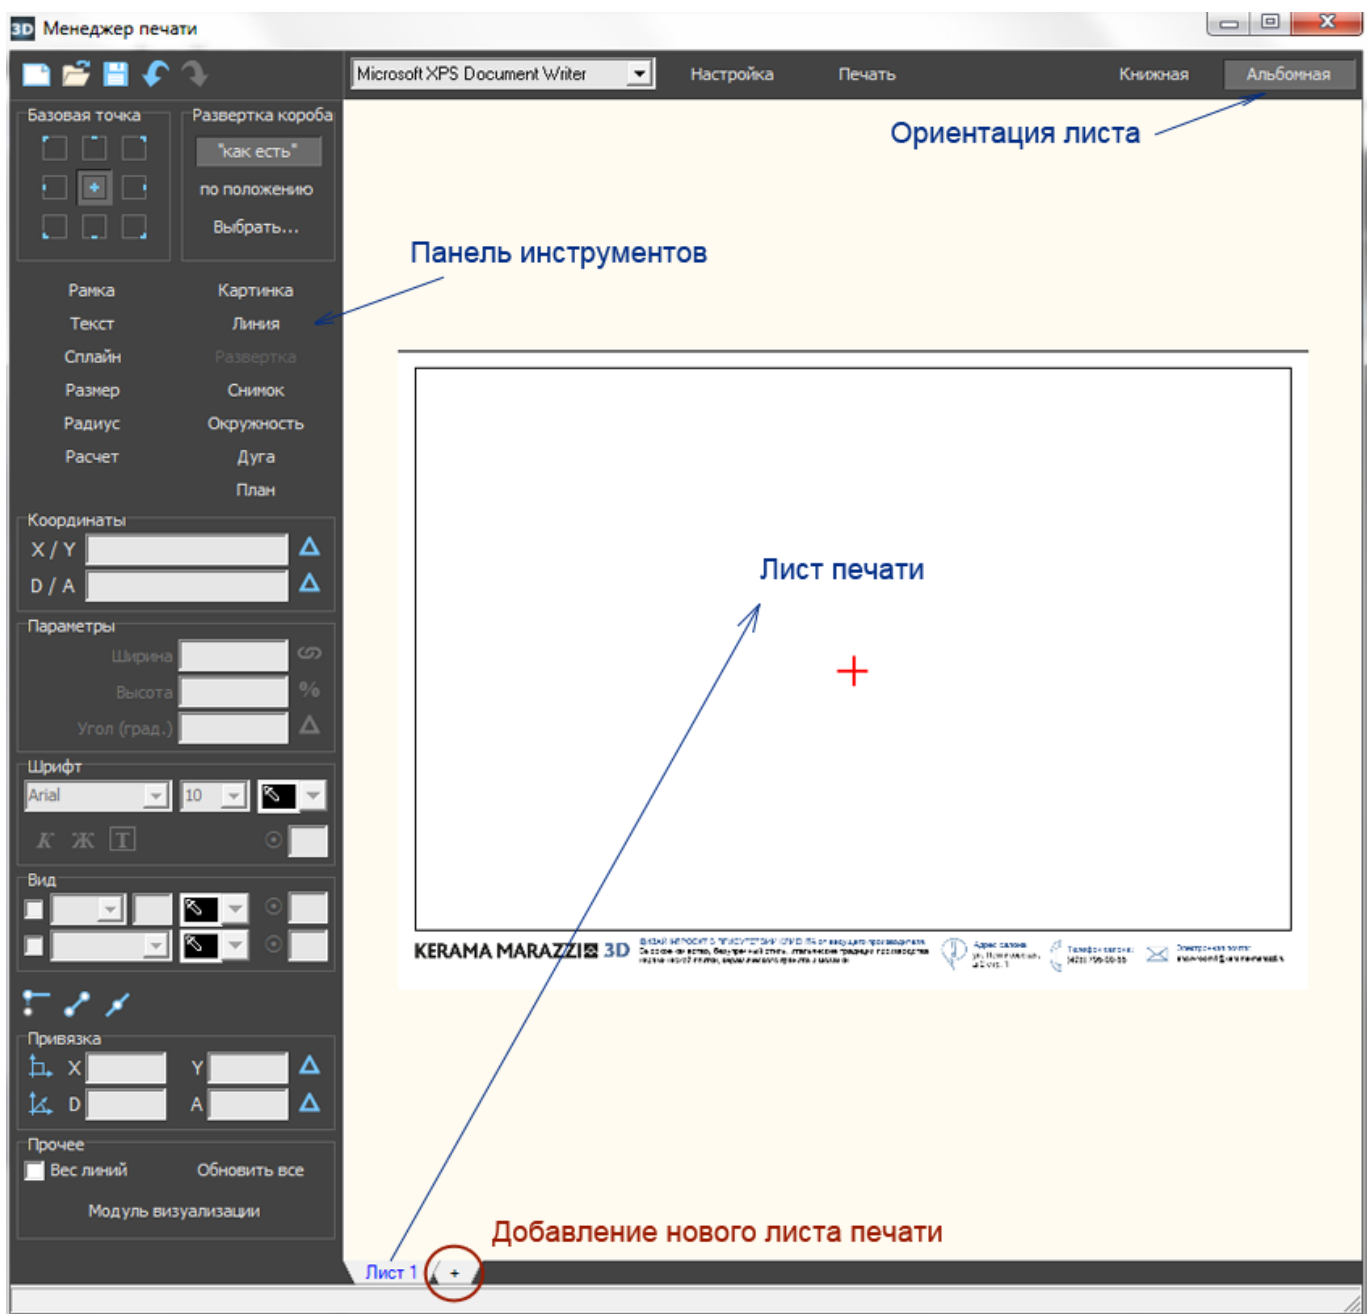 3D Менеджер печати
Microsoft XPS Document Writer
Настройка
Печать
Книжная
Альбомная
Базовая точка
Развертка короба
"как есть"
по положению
Выбрать...
Ориентация листа
Панель инструментов
Рамка
Картинка
Текст
Линия
Сплайн
Развертка
Размер
Снимок
Радиус
Окружность
Расчет
Дуга
План
Координаты
X / Y
D / A
Лист печати
Параметры
Ширина
Высота
%
Угол (град.)
Шрифт
Arial
10
К Ж T
Вид
KERAMA MARAZZI 3D
Адрес салона
Привязка
X
Y
D
A
Прочее
Вес линий
Обновить все
Модуль визуализации
Добавление нового листа печати
Лист 1
+